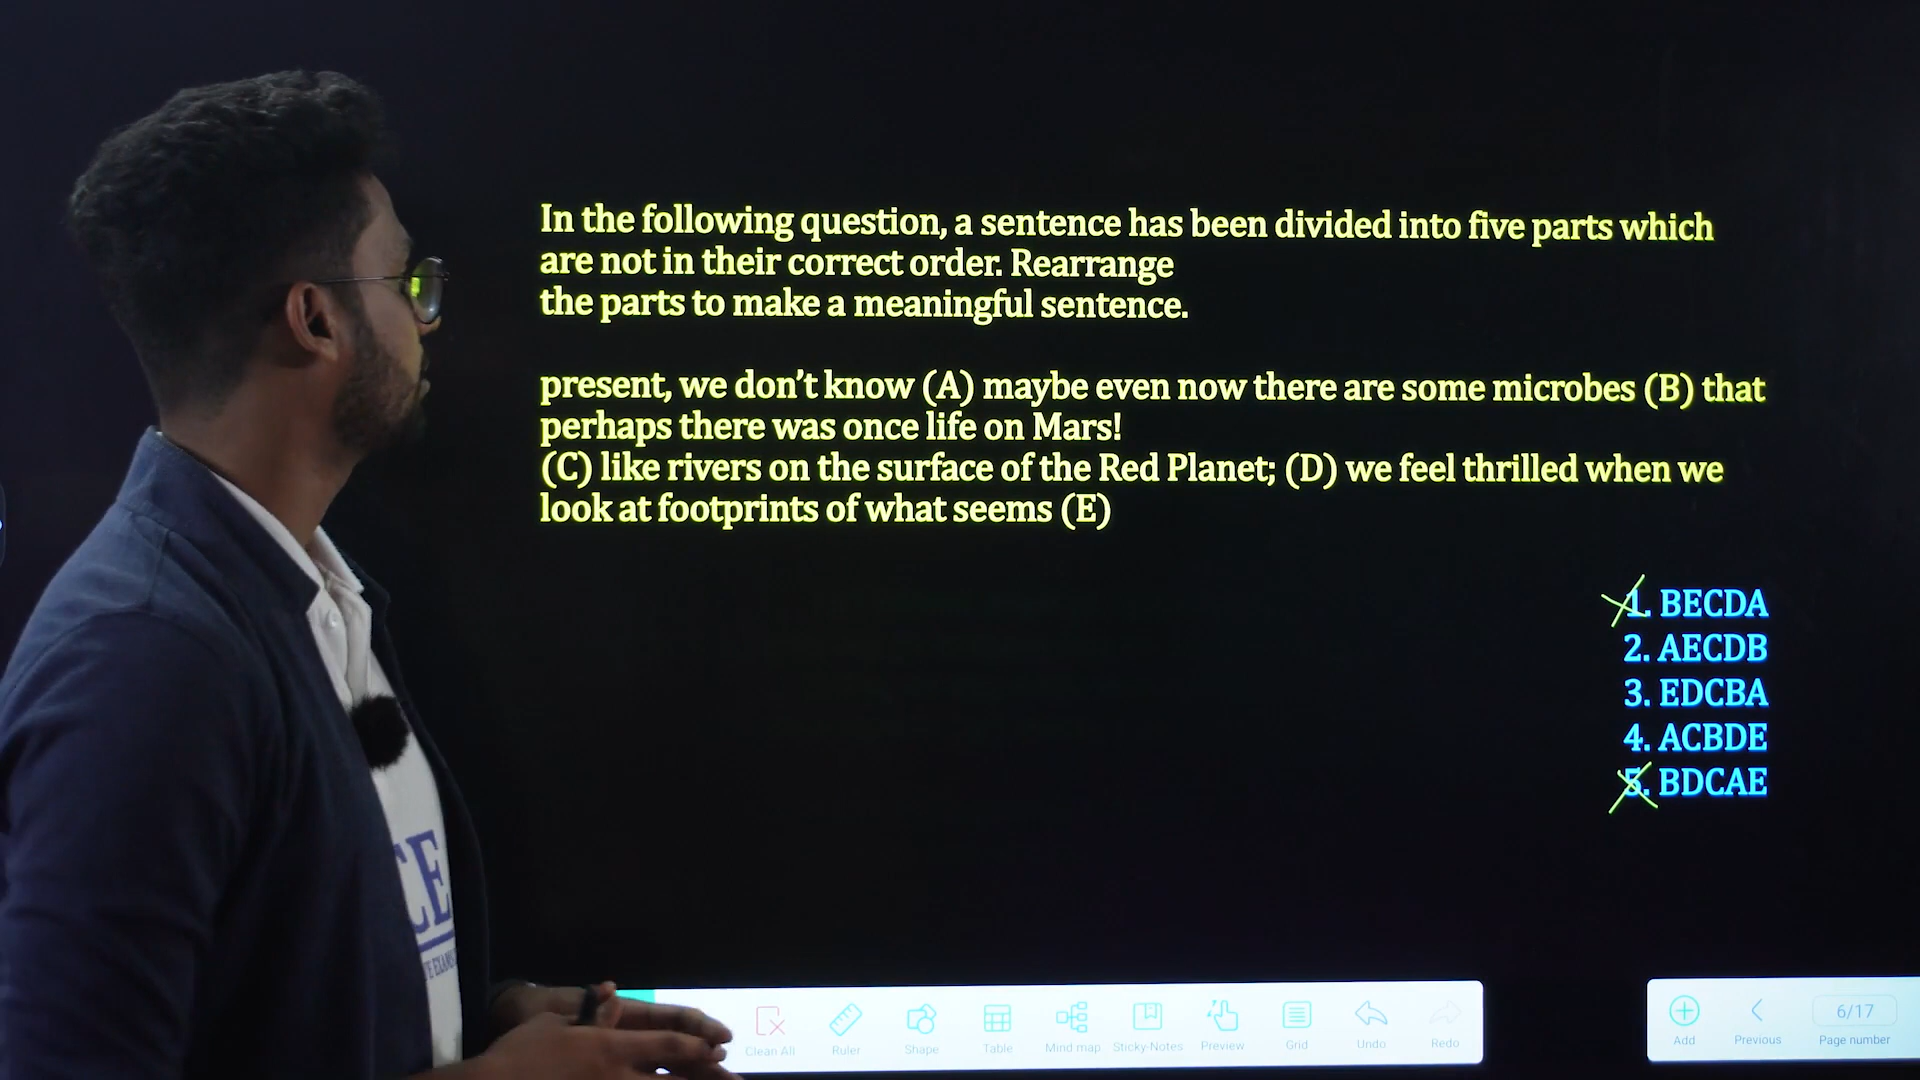 In the following question, a sentence has been divided into five parts which
are not in their correct order. Rearrange
the parts to make a meaningful sentence.
present, we don't know (A) maybe even now there are some microbes (B) that
perhaps there was once life on Mars!
(C) like rivers on the surface of the Red Planet; (D) we feel thrilled when we
look at footprints of what seems (E)
1. BECDA
2. AECDB
3. EDCBA
4. ACBDE
5. BDCAE
CE
Clean All
Ruler
Shape
Table
Mind map
Sticky-Notes
Preview
Grid
Undo
Redo
Add
Previous
6/17
Page number